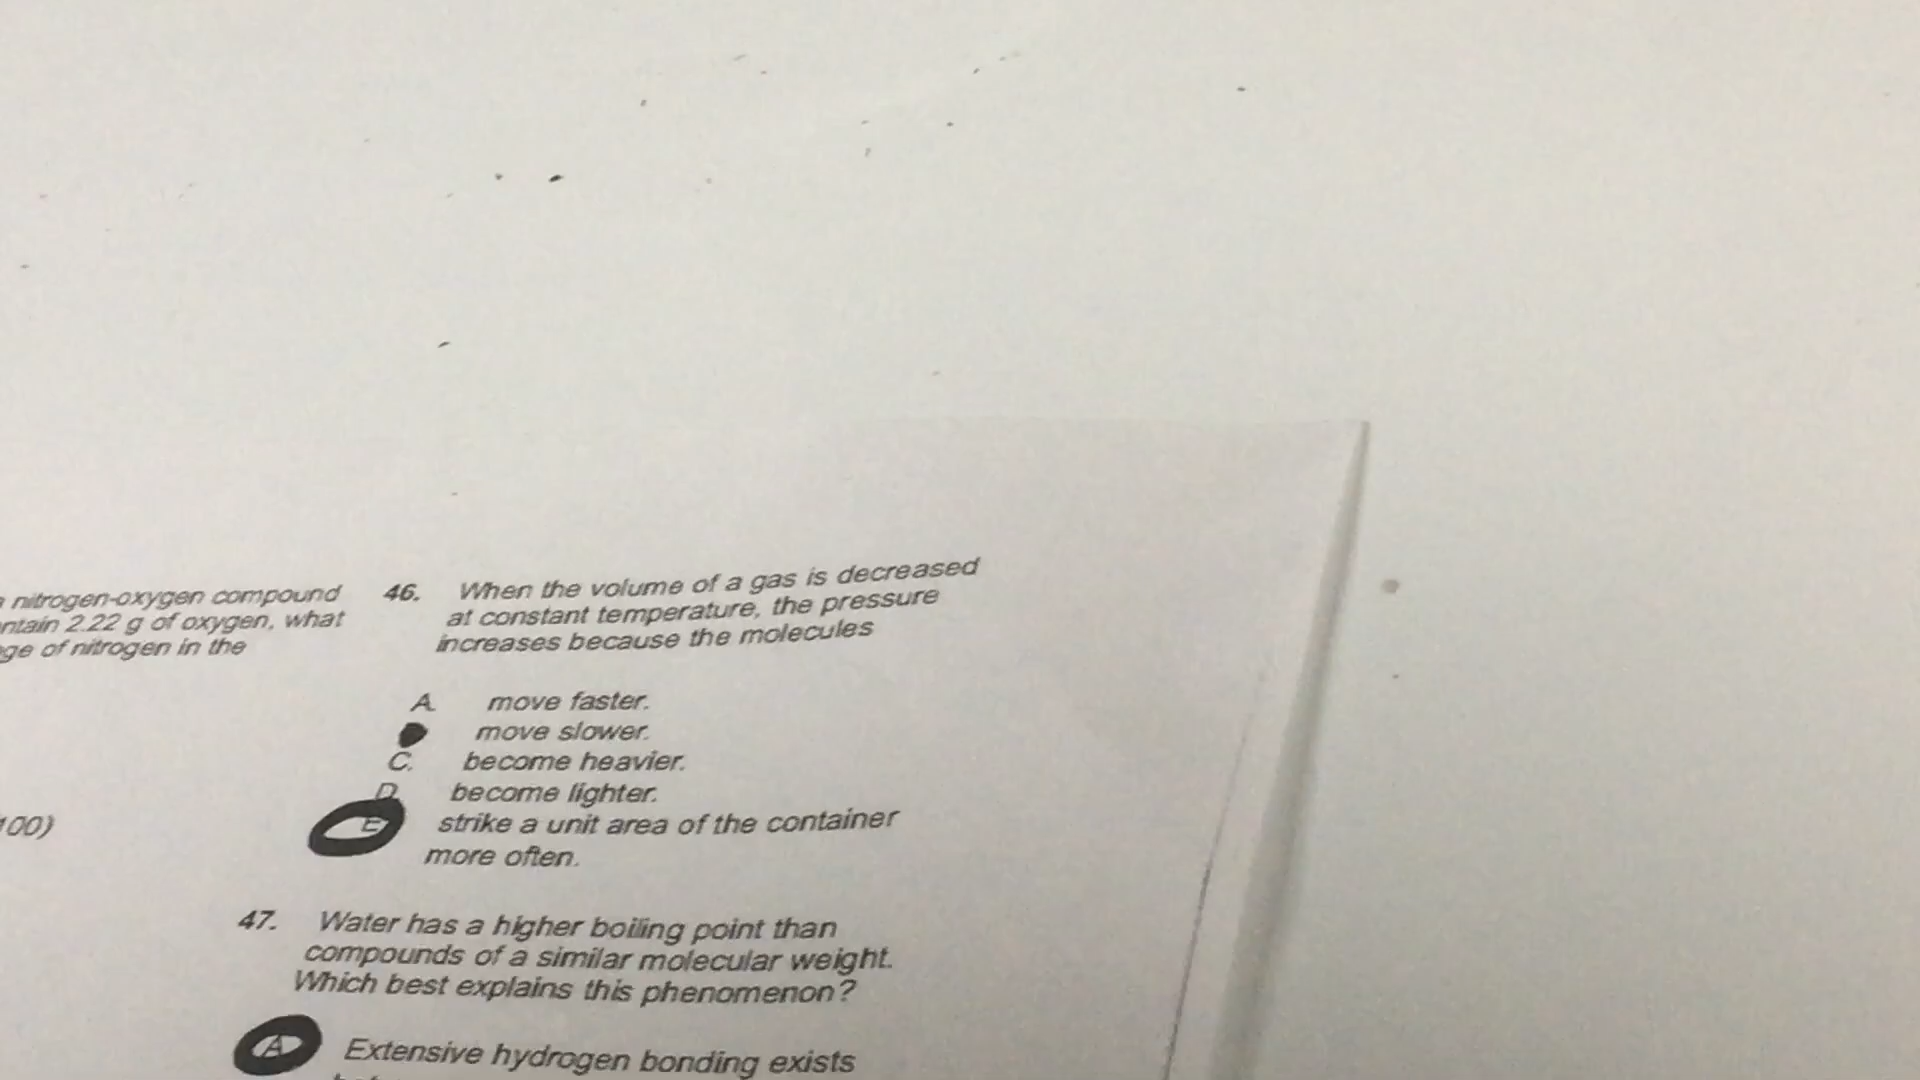 nitrogen-oxygen compound
2.22 g of oxygen, what
of nitrogen in the
100)
46. When the volume of a gas is decreased
at constant temperature, the pressure
increases because the molecules
A. move faster.
move slower.
C. become heavier.
D. become lighter.
E strike a unit area of the container
more often.
47. Water has a higher boiling point than
compounds of a similar molecular weight.
Which best explains this phenomenon?
A Extensive hydrogen bonding exists